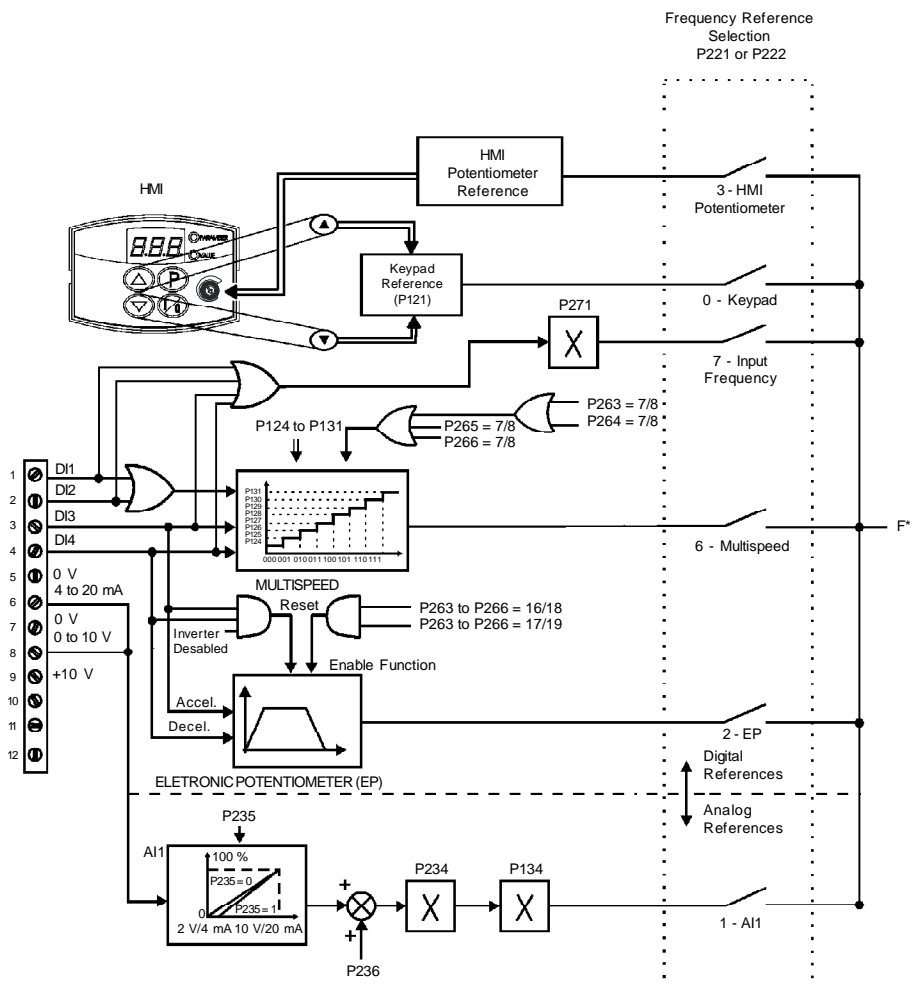 Frequency Reference
Selection
P221 or P222
HMI
Potentiometer
Reference
3 - HMI
Potentiometer
HMI
8.8.8
PARAMETER
VALUE
P
Keypad
Reference
(P121)
0 - Keypad
P271
X
7 - Input
Frequency
P124 to P131
P263 = 7/8
P264 = 7/8
P265 = 7/8
P266 = 7/8
1 DI1
2 DI2
3 DI3
4 DI4
5 0 V
4 to 20 mA
6
7 0 V
0 to 10 V
8
9 +10 V
10
11
12
P131
P130
P129
P128
P127
P126
P125
P124
000 001 010 011 100 101 110 111
MULTISPEED
6 - Multispeed
F*
Reset
Inverter
Desabled
P263 to P266 = 16/18
P263 to P266 = 17/19
Enable Function
Accel.
Decel.
2 - EP
ELETRONIC POTENTIOMETER (EP)
Digital
References
Analog
References
P235
AI1
100 %
P235 = 0
P235 = 1
0
2 V/4 mA 10 V/20 mA
+
+
P236
P234
X
P134
X
1 - AI1